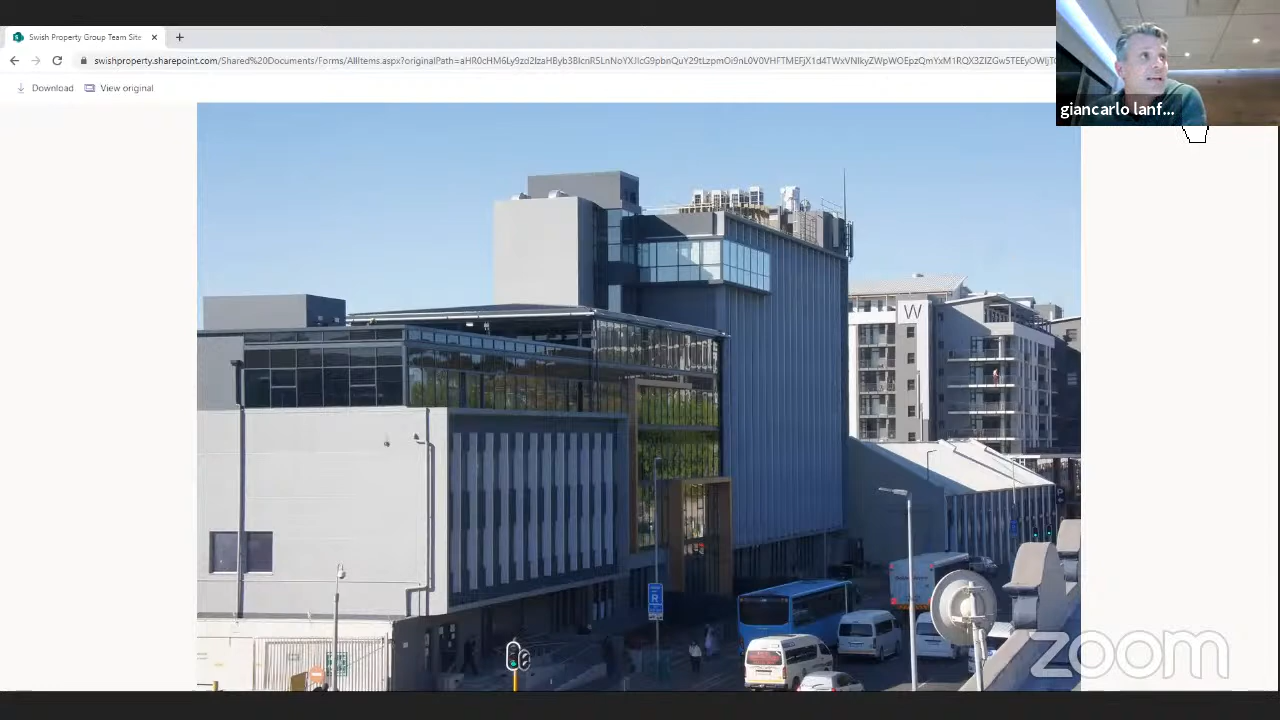 Swish Property Group Team Site
swishproperty.sharepoint.com/Shared%20Documents/Forms/AllItems.aspx?originalPath=
Download
View original
giancarlo lanf...
W
R
zoom